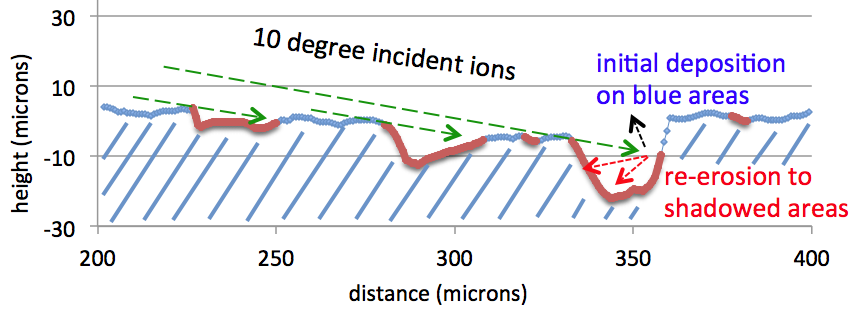 30
10
-10
-30
height (microns)
10 degree incident ions
initial deposition
on blue areas
re-erosion to
shadowed areas
200
250
300
350
400
distance (microns)